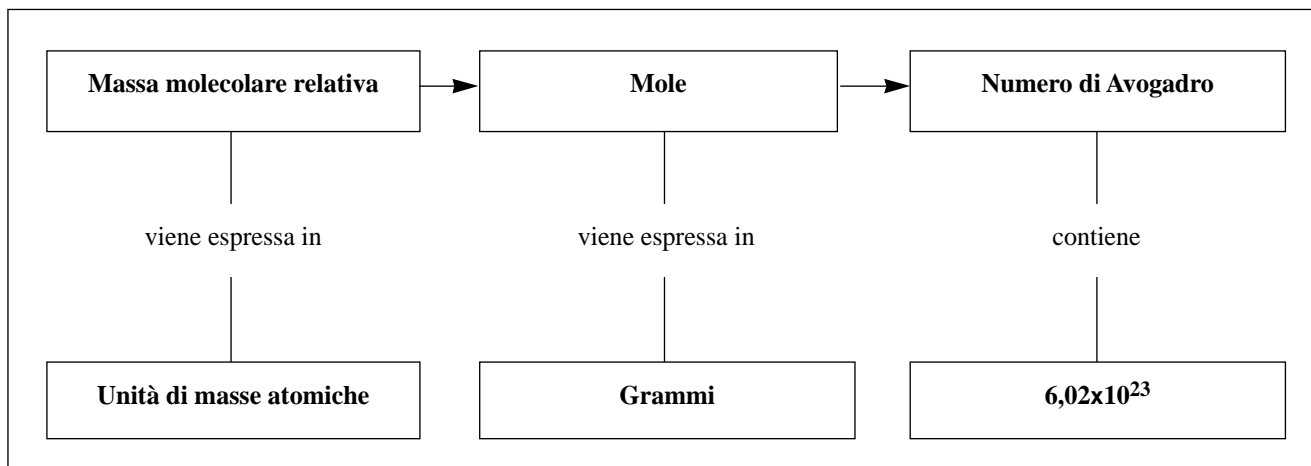 Massa molecolare relativa
Mole
Numero di Avogadro
viene espressa in
viene espressa in
contiene
Unità di masse atomiche
Grammi
6,02x10²³